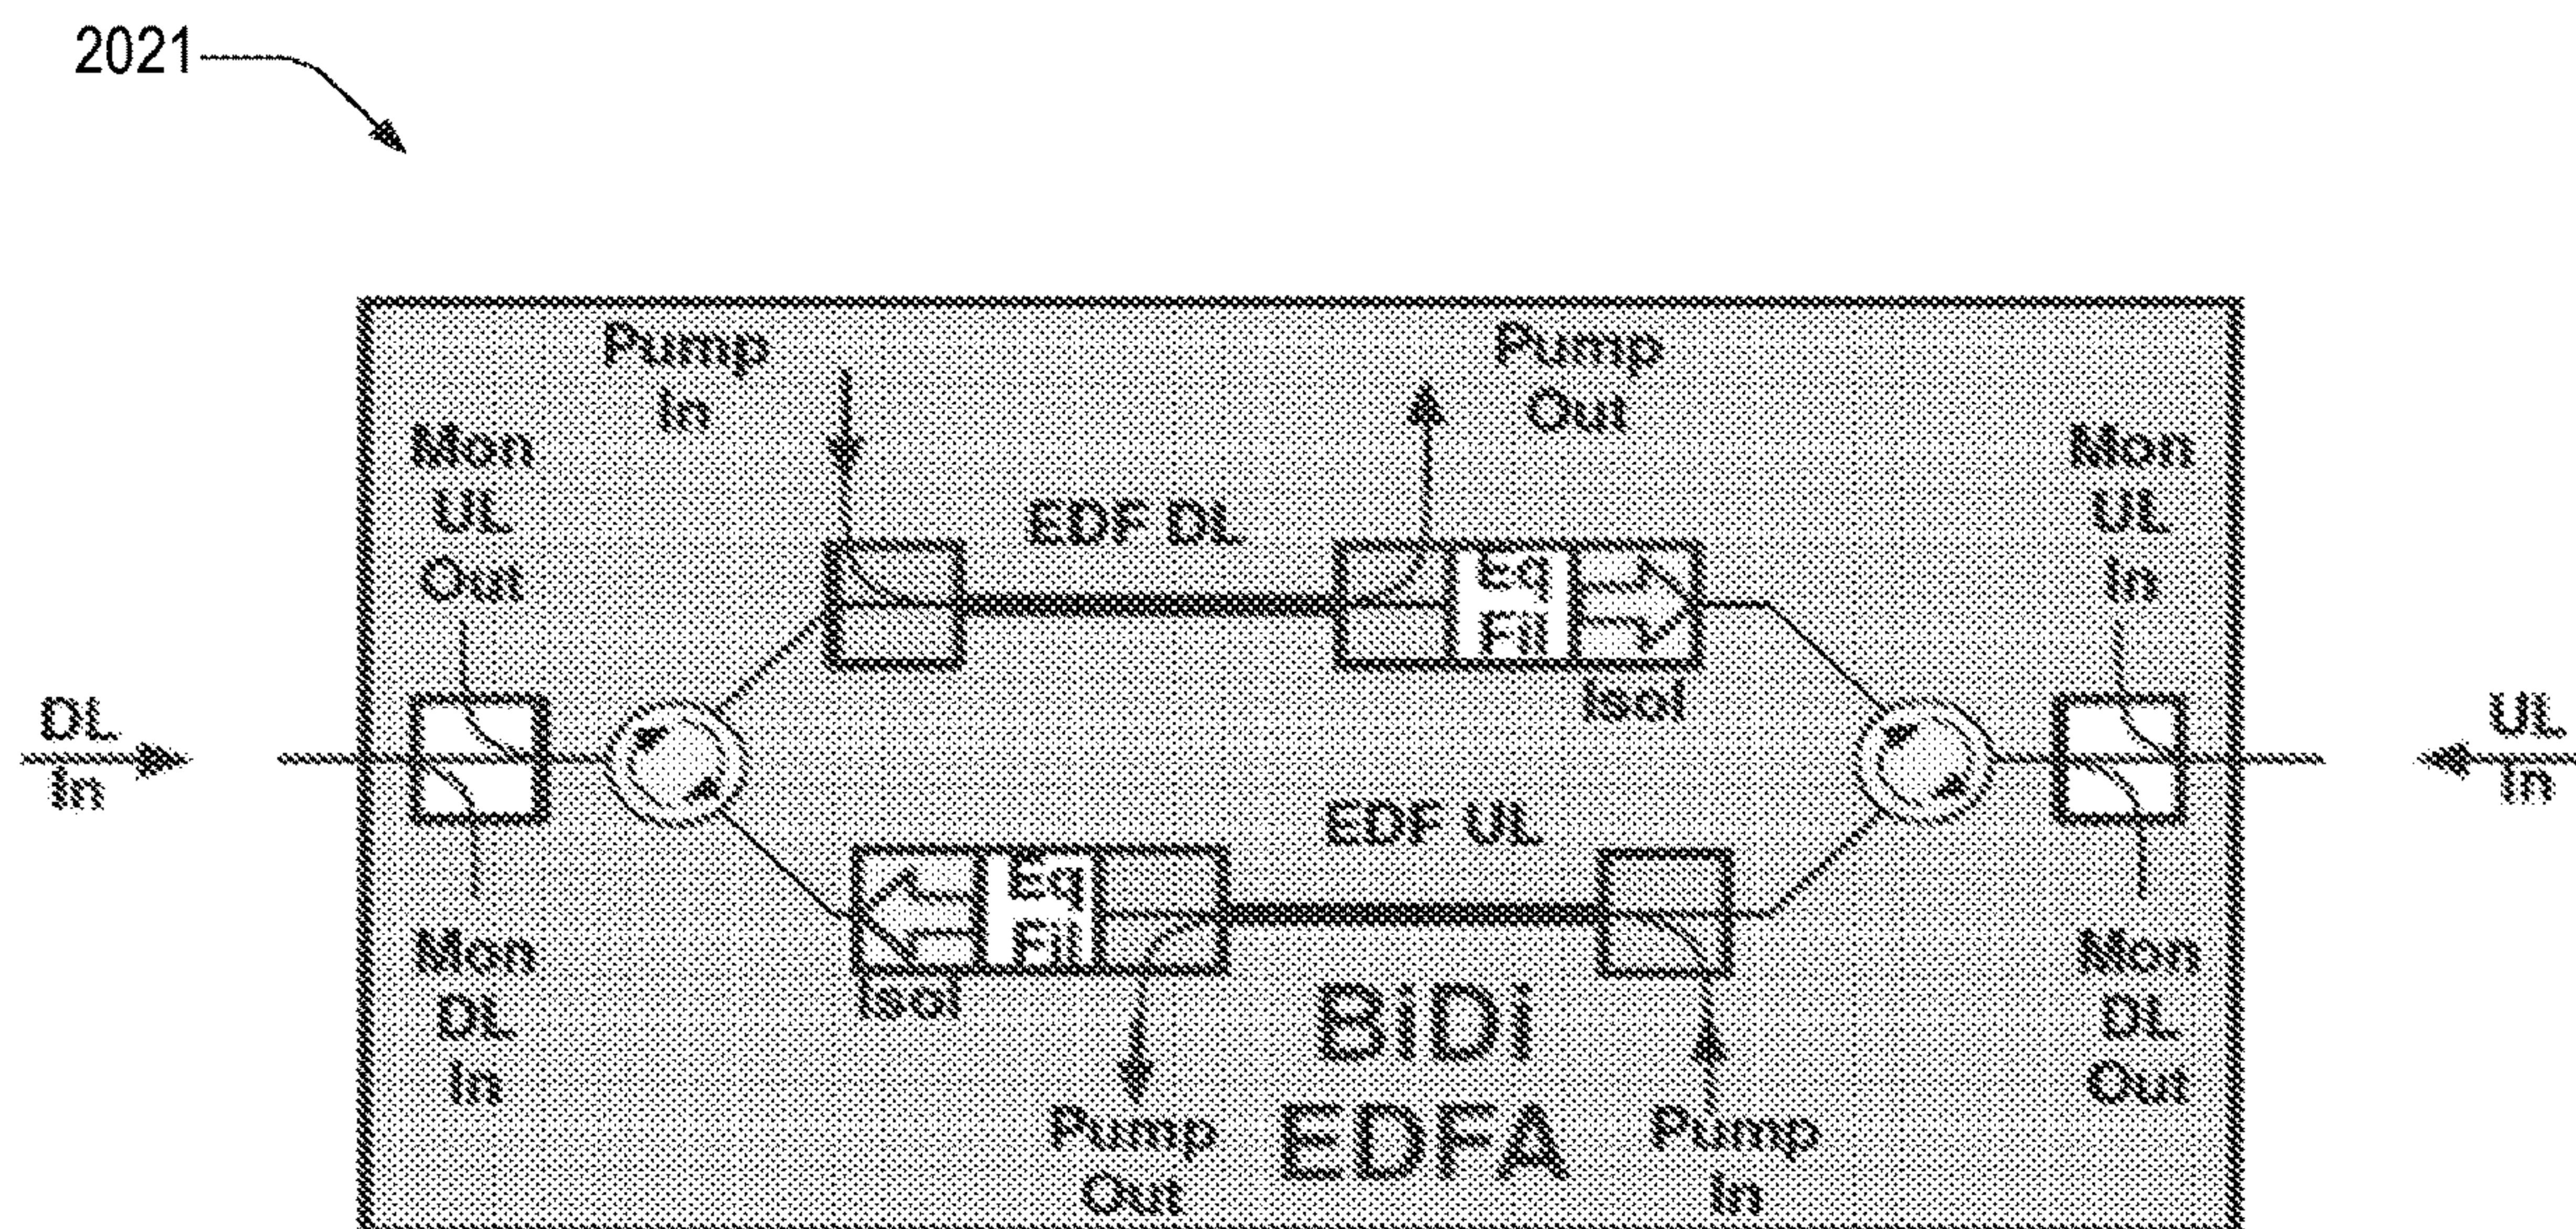 2021
Pump
In
Pump
Out
Mon
UL
Out
Mon
UL
In
EDF DL
Eq
Fil
Isol
DL
In
UL
In
EDF UL
Eq
Fil
Isol
Mon
DL
In
BiDi
EDFA
Mon
DL
Out
Pump
Out
Pump
In